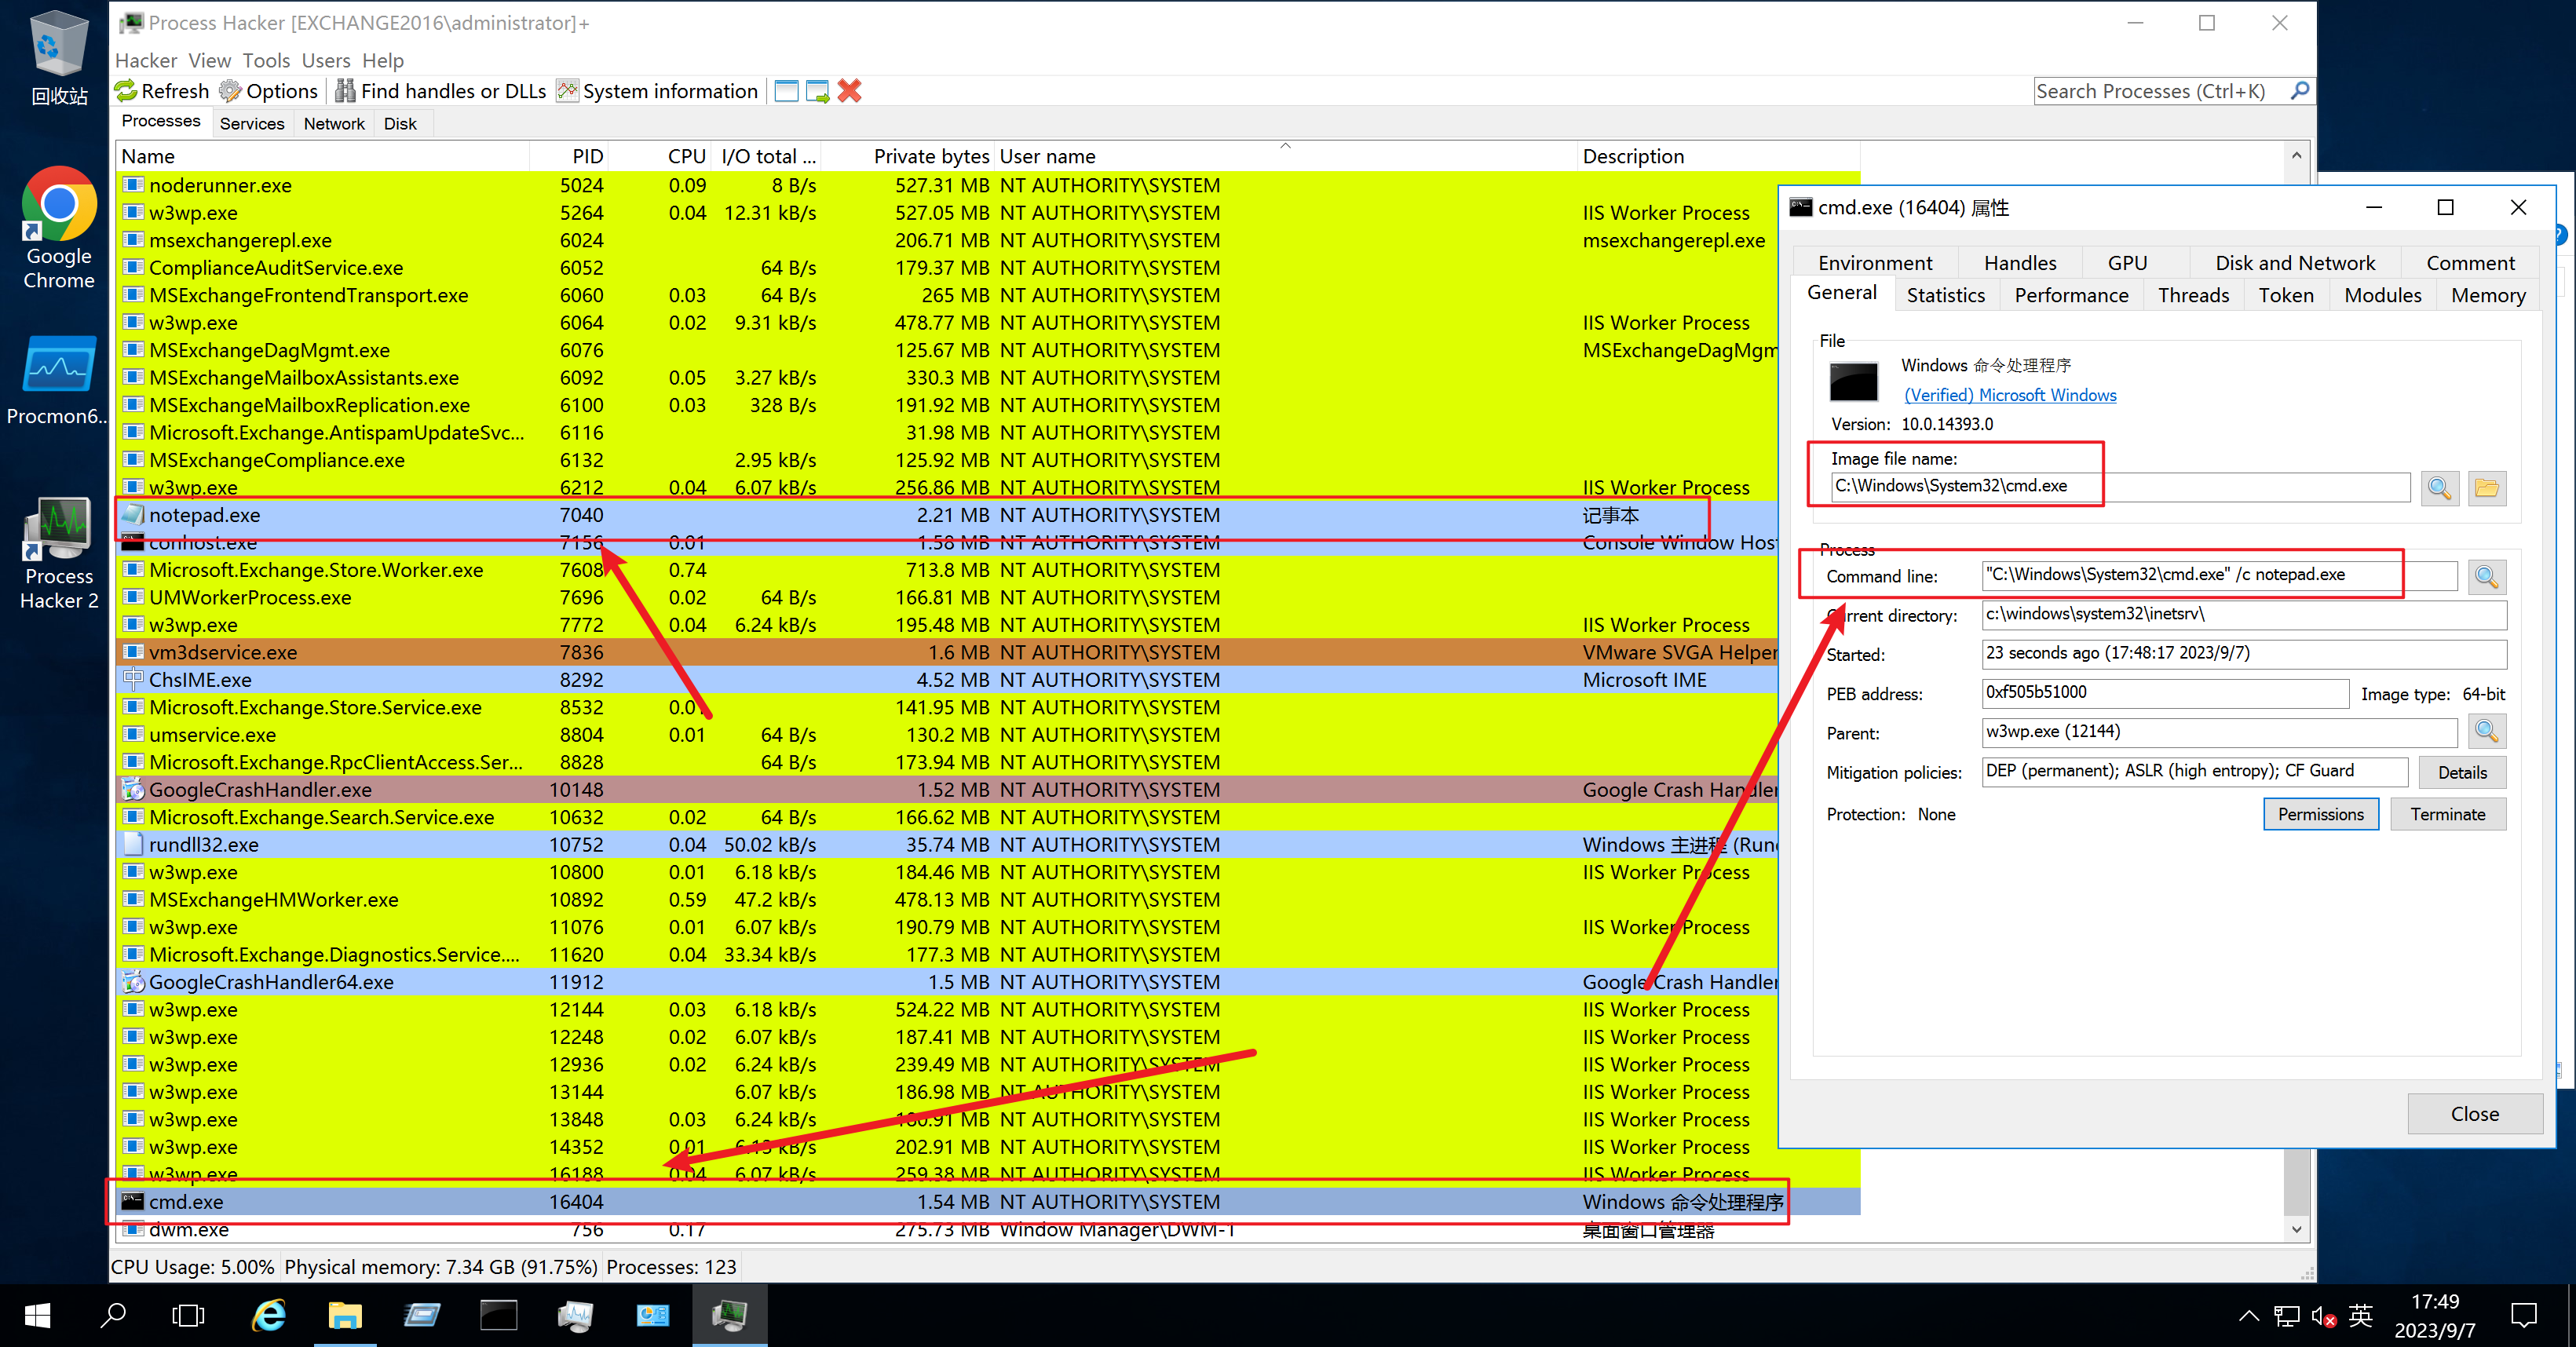 回收站
Google
Chrome
Procmon6...
Process
Hacker 2
Process Hacker [EXCHANGE2016\administrator]+
Hacker View Tools Users Help
Refresh Options Find handles or DLLs System information Search Processes (Ctrl+K)
Processes Services Network Disk
Name PID CPU I/O total ... Private bytes User name Description
noderunner.exe 5024 0.09 8 B/s 527.31 MB NT AUTHORITY\SYSTEM
w3wp.exe 5264 0.04 12.31 kB/s 527.05 MB NT AUTHORITY\SYSTEM IIS Worker Process
msexchangerepl.exe 6024 206.71 MB NT AUTHORITY\SYSTEM msexchangerepl.exe
ComplianceAuditService.exe 6052 64 B/s 179.37 MB NT AUTHORITY\SYSTEM
MSExchangeFrontendTransport.exe 6060 0.03 64 B/s 265 MB NT AUTHORITY\SYSTEM
w3wp.exe 6064 0.02 9.31 kB/s 478.77 MB NT AUTHORITY\SYSTEM IIS Worker Process
MSExchangeDagMgmt.exe 6076 125.67 MB NT AUTHORITY\SYSTEM MSExchangeDagMgm
MSExchangeMailboxAssistants.exe 6092 0.05 3.27 kB/s 330.3 MB NT AUTHORITY\SYSTEM
MSExchangeMailboxReplication.exe 6100 0.03 328 B/s 191.92 MB NT AUTHORITY\SYSTEM
Microsoft.Exchange.AntispamUpdateSvc... 6116 31.98 MB NT AUTHORITY\SYSTEM
MSExchangeCompliance.exe 6132 2.95 kB/s 125.92 MB NT AUTHORITY\SYSTEM
w3wp.exe 6212 0.04 6.07 kB/s 256.86 MB NT AUTHORITY\SYSTEM IIS Worker Process
notepad.exe 7040 2.21 MB NT AUTHORITY\SYSTEM 记事本
conhost.exe 7156 0.01 1.58 MB NT AUTHORITY\SYSTEM Console Window Host
Microsoft.Exchange.Store.Worker.exe 7608 0.74 713.8 MB NT AUTHORITY\SYSTEM
UMWorkerProcess.exe 7696 0.02 64 B/s 166.81 MB NT AUTHORITY\SYSTEM
w3wp.exe 7772 0.04 6.24 kB/s 195.48 MB NT AUTHORITY\SYSTEM IIS Worker Process
vm3dservice.exe 7836 1.6 MB NT AUTHORITY\SYSTEM VMware SVGA Helper
ChsIME.exe 8292 4.52 MB NT AUTHORITY\SYSTEM Microsoft IME
Microsoft.Exchange.Store.Service.exe 8532 0.01 141.95 MB NT AUTHORITY\SYSTEM
umservice.exe 8804 0.01 64 B/s 130.2 MB NT AUTHORITY\SYSTEM
Microsoft.Exchange.RpcClientAccess.Ser... 8828 64 B/s 173.94 MB NT AUTHORITY\SYSTEM
GoogleCrashHandler.exe 10148 1.52 MB NT AUTHORITY\SYSTEM Google Crash Handler
Microsoft.Exchange.Search.Service.exe 10632 0.02 64 B/s 166.62 MB NT AUTHORITY\SYSTEM
rundll32.exe 10752 0.04 50.02 kB/s 35.74 MB NT AUTHORITY\SYSTEM Windows 主进程 (Run
w3wp.exe 10800 0.01 6.18 kB/s 184.46 MB NT AUTHORITY\SYSTEM IIS Worker Process
MSExchangeHMWorker.exe 10892 0.59 47.2 kB/s 478.13 MB NT AUTHORITY\SYSTEM
w3wp.exe 11076 0.01 6.07 kB/s 190.79 MB NT AUTHORITY\SYSTEM IIS Worker Process
Microsoft.Exchange.Diagnostics.Service.... 11620 0.04 33.34 kB/s 177.3 MB NT AUTHORITY\SYSTEM
GoogleCrashHandler64.exe 11912 1.5 MB NT AUTHORITY\SYSTEM Google Crash Handler
w3wp.exe 12144 0.03 6.18 kB/s 524.22 MB NT AUTHORITY\SYSTEM IIS Worker Process
w3wp.exe 12248 0.02 6.07 kB/s 187.41 MB NT AUTHORITY\SYSTEM IIS Worker Process
w3wp.exe 12936 0.02 6.24 kB/s 239.49 MB NT AUTHORITY\SYSTEM IIS Worker Process
w3wp.exe 13144 6.07 kB/s 186.98 MB NT AUTHORITY\SYSTEM IIS Worker Process
w3wp.exe 13848 0.03 6.24 kB/s MB NT AUTHORITY\SYSTEM IIS Worker Process
w3wp.exe 14352 0.01 kB/s 202.91 MB NT AUTHORITY\SYSTEM IIS Worker Process
w3wp.exe 16188 0.04 6.07 kB/s 259.38 MB NT AUTHORITY\SYSTEM IIS Worker Process
cmd.exe 16404 1.54 MB NT AUTHORITY\SYSTEM Windows 命令处理程序
dwm.exe 756 0.17 275.73 MB Window Manager\DWM-1 桌面窗口管理器
CPU Usage: 5.00% Physical memory: 7.34 GB (91.75%) Processes: 123
cmd.exe (16404) 属性
Environment Handles GPU Disk and Network Comment
General Statistics Performance Threads Token Modules Memory
File
Windows 命令处理程序
(Verified) Microsoft Windows
Version: 10.0.14393.0
Image file name:
C:\Windows\System32\cmd.exe
Process
Command line: "C:\Windows\System32\cmd.exe" /c notepad.exe
Current directory: c:\windows\system32\inetsrv\
Started: 23 seconds ago (17:48:17 2023/9/7)
PEB address: 0xf505b51000 Image type: 64-bit
Parent: w3wp.exe (12144)
Mitigation policies: DEP (permanent); ASLR (high entropy); CF Guard Details
Protection: None Permissions Terminate
Close
英
17:49
2023/9/7